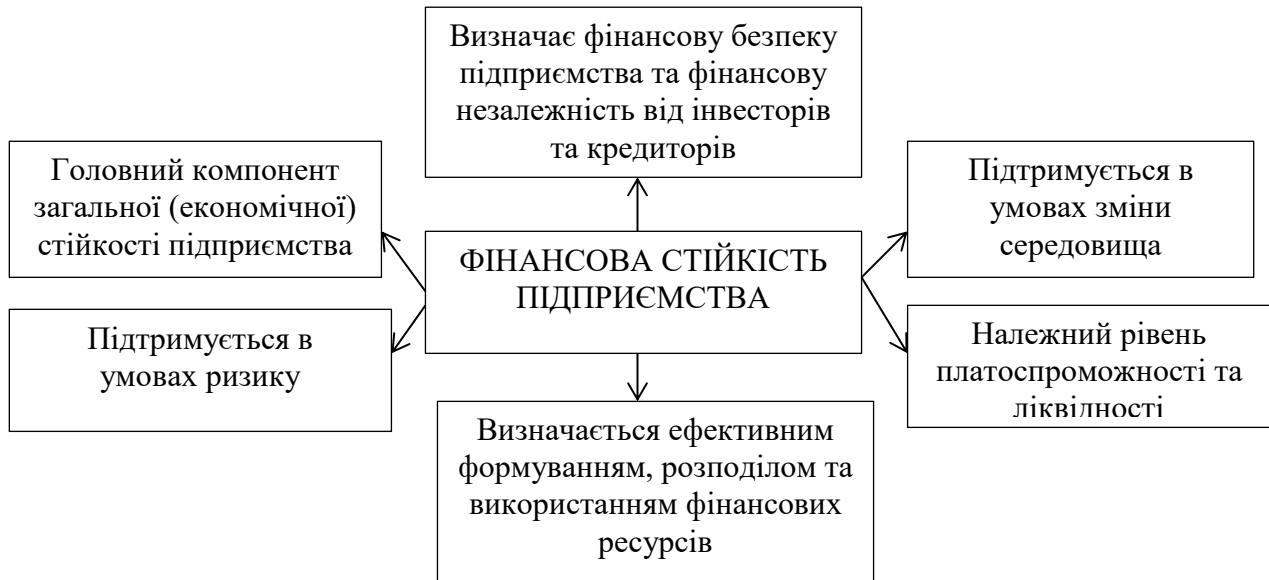 Визначає фінансову безпеку
підприємства та фінансову
незалежність від інвесторів
та кредиторів
Головний компонент
загальної (економічної)
стійкості підприємства
Підтримується в
умовах зміни
середовища
ФІНАНСОВА СТІЙКІСТЬ
ПІДПРИЄМСТВА
Підтримується в
умовах ризику
Належний рівень
платоспроможності та
ліквідності
Визначається ефективним
формуванням, розподілом та
використанням фінансових
ресурсів